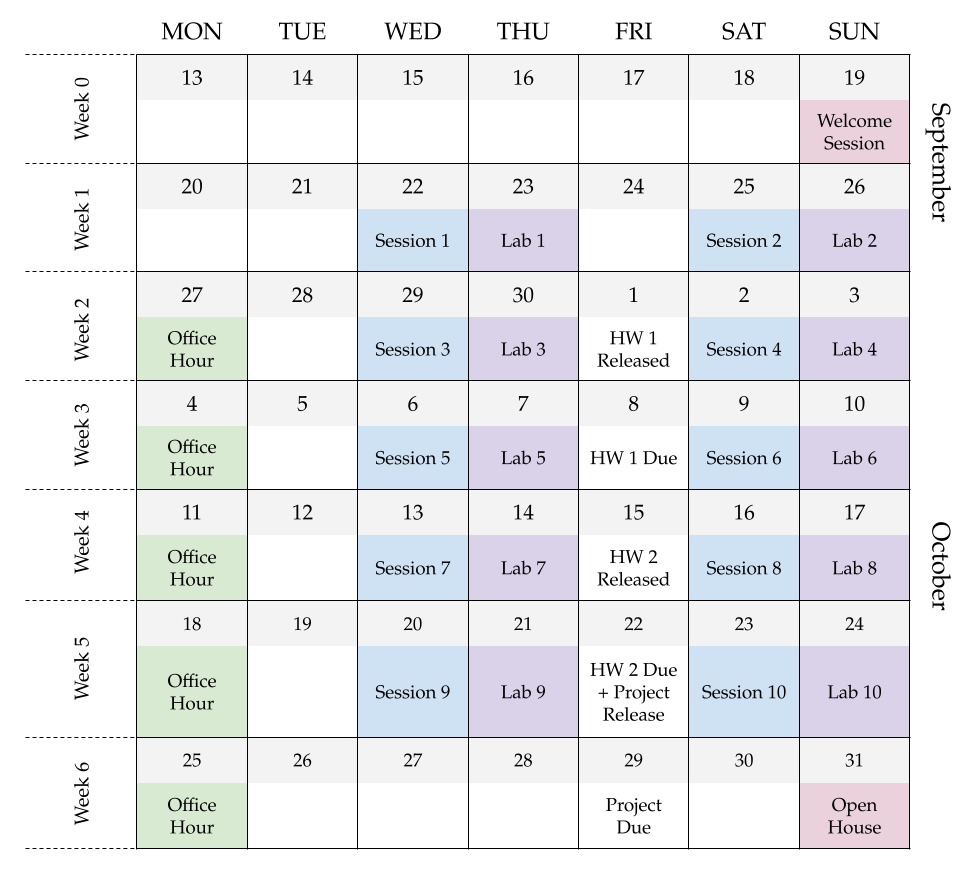 MON TUE WED THU FRI SAT SUN
Week 0
13 14 15 16 17 18 19
Welcome
Session
September
Week 1
20 21 22 23 24 25 26
Session 1 Lab 1 Session 2 Lab 2
Week 2
27 28 29 30 1 2 3
Office
Hour
Session 3 Lab 3
HW 1
Released
Session 4 Lab 4
Week 3
4 5 6 7 8 9 10
Office
Hour
Session 5 Lab 5 HW 1 Due Session 6 Lab 6
Week 4
11 12 13 14 15 16 17
Office
Hour
Session 7 Lab 7
HW 2
Released
Session 8 Lab 8
October
Week 5
18 19 20 21 22 23 24
Office
Hour
Session 9 Lab 9
HW 2 Due
+ Project
Release
Session 10 Lab 10
Week 6
25 26 27 28 29 30 31
Office
Hour
Project
Due
Open
House